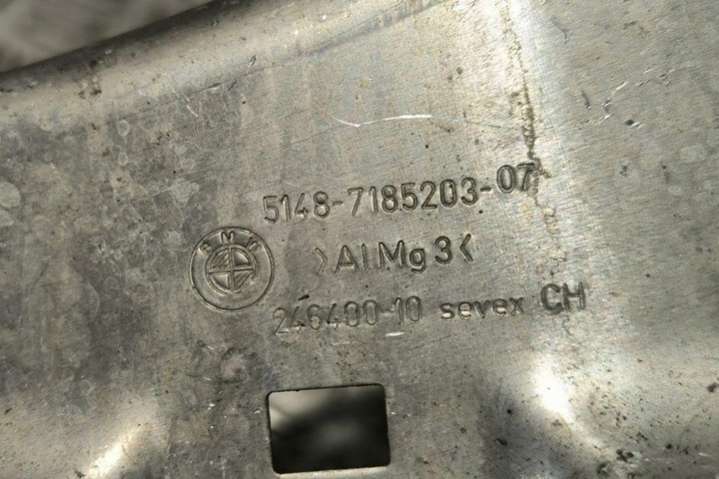 5148-7185203-07
BMW
>AlMg3<
246400-10 sevex CH